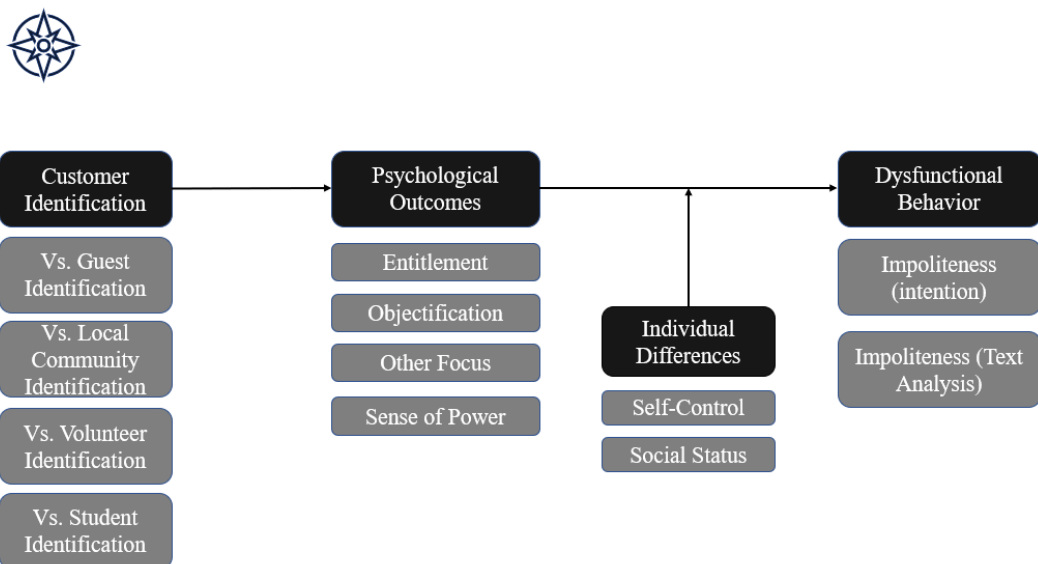 Customer
Identification
Vs. Guest
Identification
Vs. Local
Community
Identification
Vs. Volunteer
Identification
Vs. Student
Identification
Psychological
Outcomes
Entitlement
Objectification
Other Focus
Sense of Power
Individual
Differences
Self-Control
Social Status
Dysfunctional
Behavior
Impoliteness
(intention)
Impoliteness (Text
Analysis)